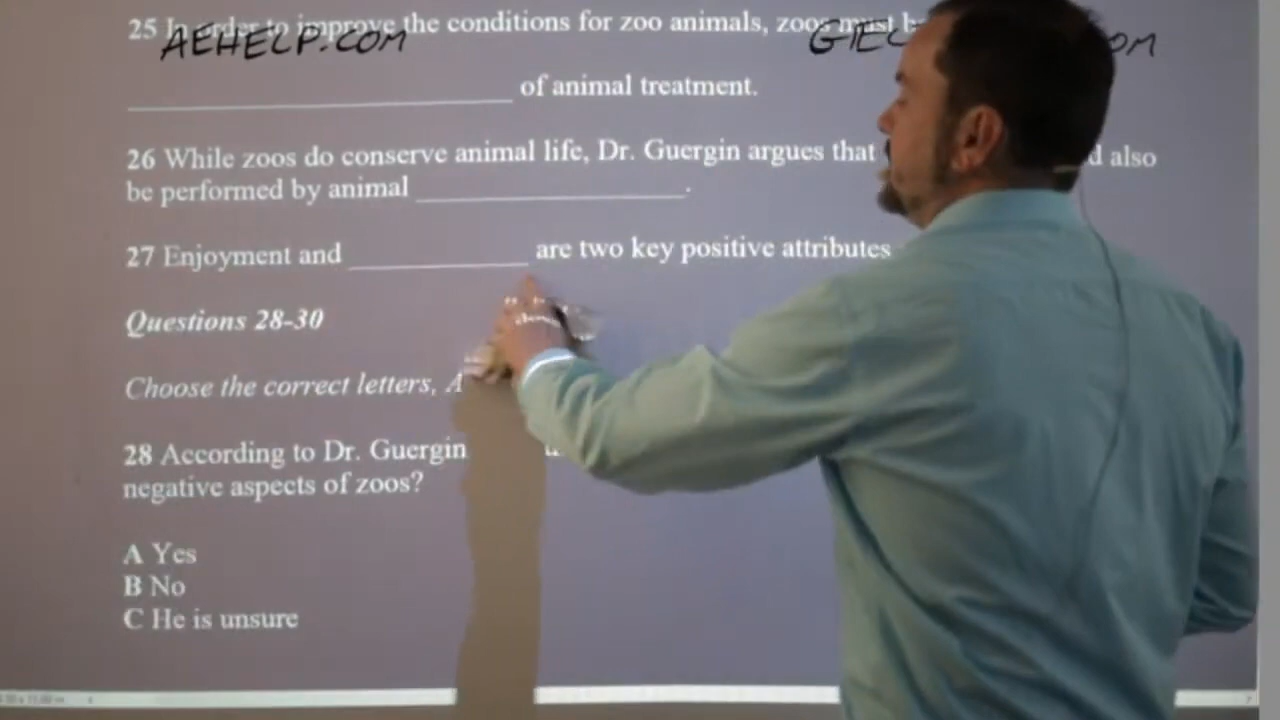 AEHELP.COM
25 In order to improve the conditions for zoo animals, zoos must
of animal treatment.
26 While zoos do conserve animal life, Dr. Guergin argues that also
be performed by animal
27 Enjoyment and are two key positive attributes
Questions 28-30
Choose the correct letters, A
28 According to Dr. Guergin
negative aspects of zoos?
A Yes
B No
C He is unsure